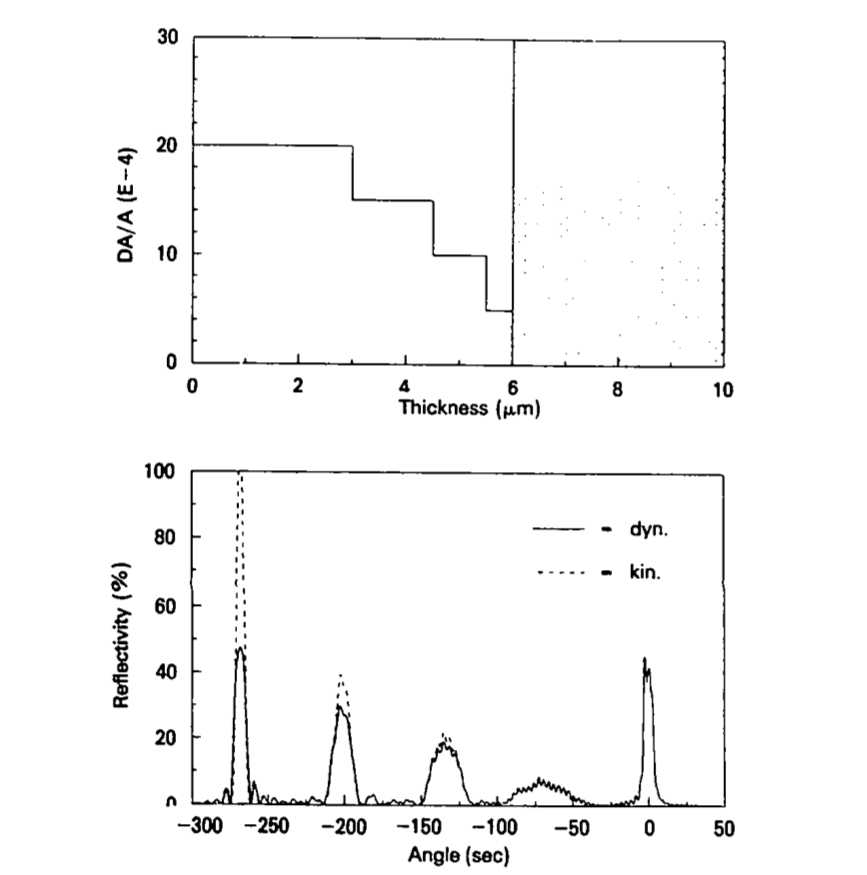 30
20
10
0
DA/A (E−4)
0 2 4 6 8 10
Thickness (μm)
100
80
60
40
20
0
Reflectivity (%)
dyn.
kin.
−300 −250 −200 −150 −100 −50 0 50
Angle (sec)